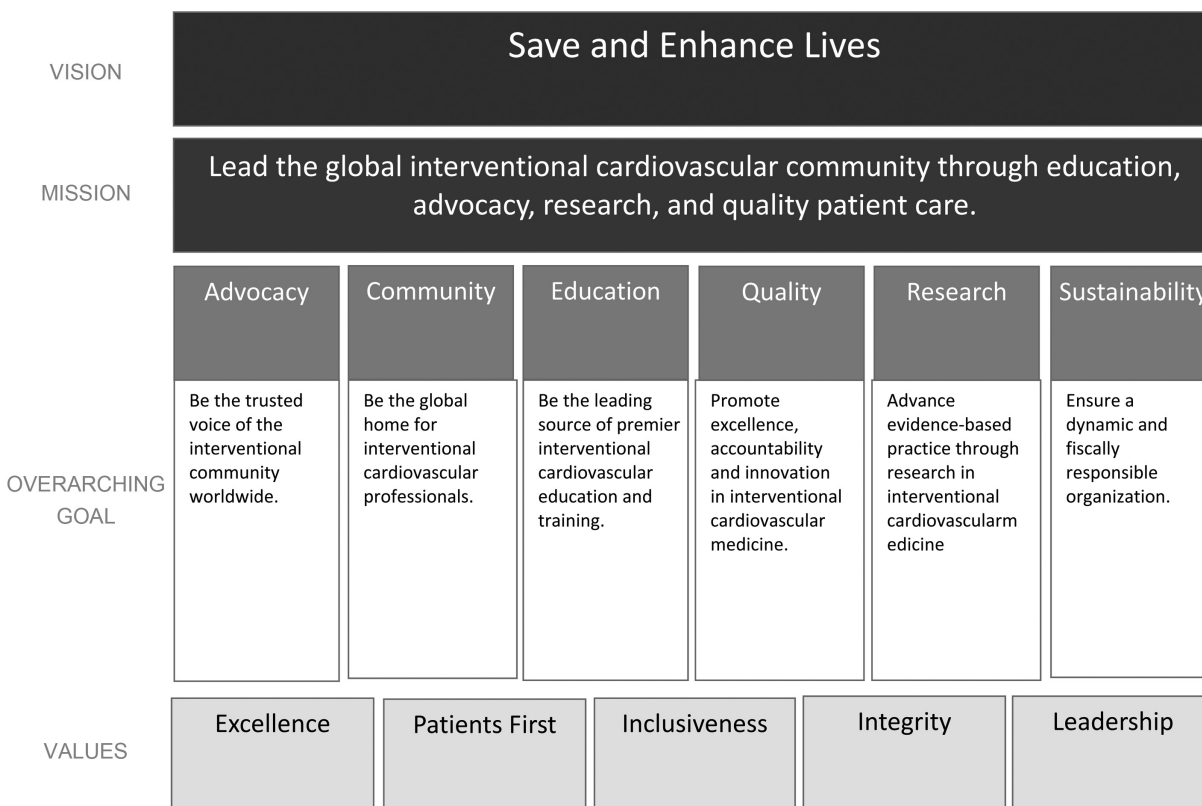 VISION
Save and Enhance Lives
MISSION
Lead the global interventional cardiovascular community through education,
advocacy, research, and quality patient care.
OVERARCHING
GOAL
Advocacy
Be the trusted
voice of the
interventional
community
worldwide.
Community
Be the global
home for
interventional
cardiovascular
professionals.
Education
Be the leading
source of premier
interventional
cardiovascular
education and
training.
Quality
Promote
excellence,
accountability
and innovation
in interventional
cardiovascular
medicine.
Research
Advance
evidence-based
practice through
research in
interventional
cardiovascularm
edicine
Sustainability
Ensure a
dynamic and
fiscally
responsible
organization.
VALUES
Excellence
Patients First
Inclusiveness
Integrity
Leadership